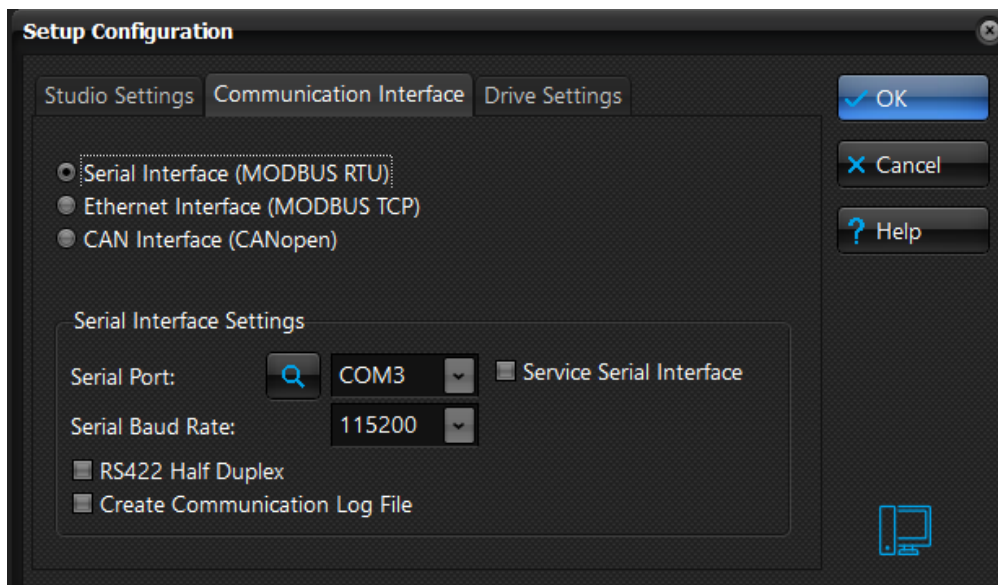 Setup Configuration
Studio Settings Communication Interface Drive Settings
OK
Cancel
Help
Serial Interface (MODBUS RTU)
Ethernet Interface (MODBUS TCP)
CAN Interface (CANopen)
Serial Interface Settings
Serial Port: COM3 Service Serial Interface
Serial Baud Rate: 115200
RS422 Half Duplex
Create Communication Log File